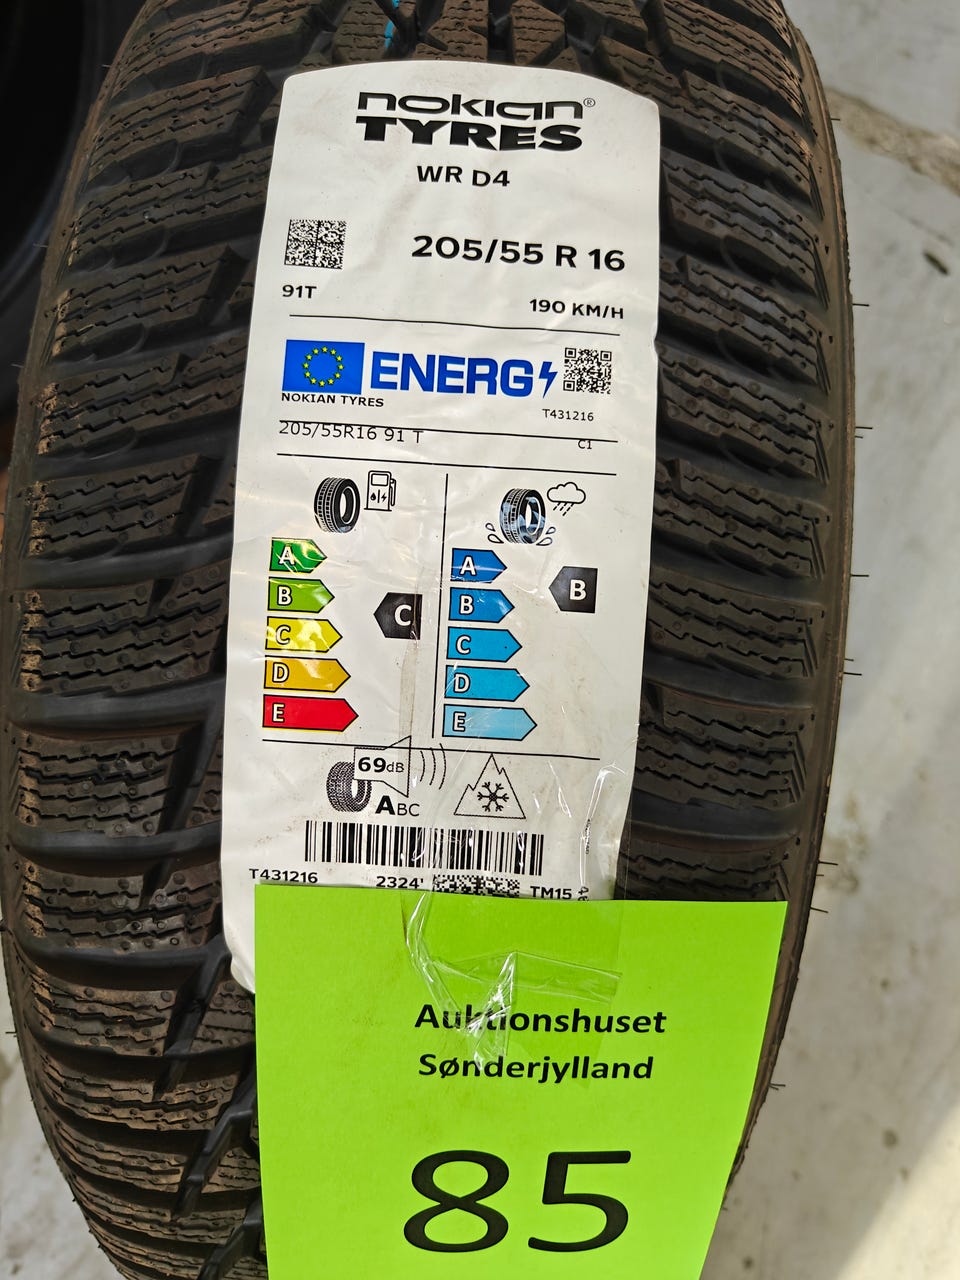 nokian®
TYRES
WR D4
205/55 R 16
91T
190 KM/H
ENERG
NOKIAN TYRES
T431216
205/55R16 91 T
C1
A
B
C
D
E
C
A
B
C
D
E
B
69dB
ABC
T431216 2324' TM15
Auktionshuset
Sønderjylland
85